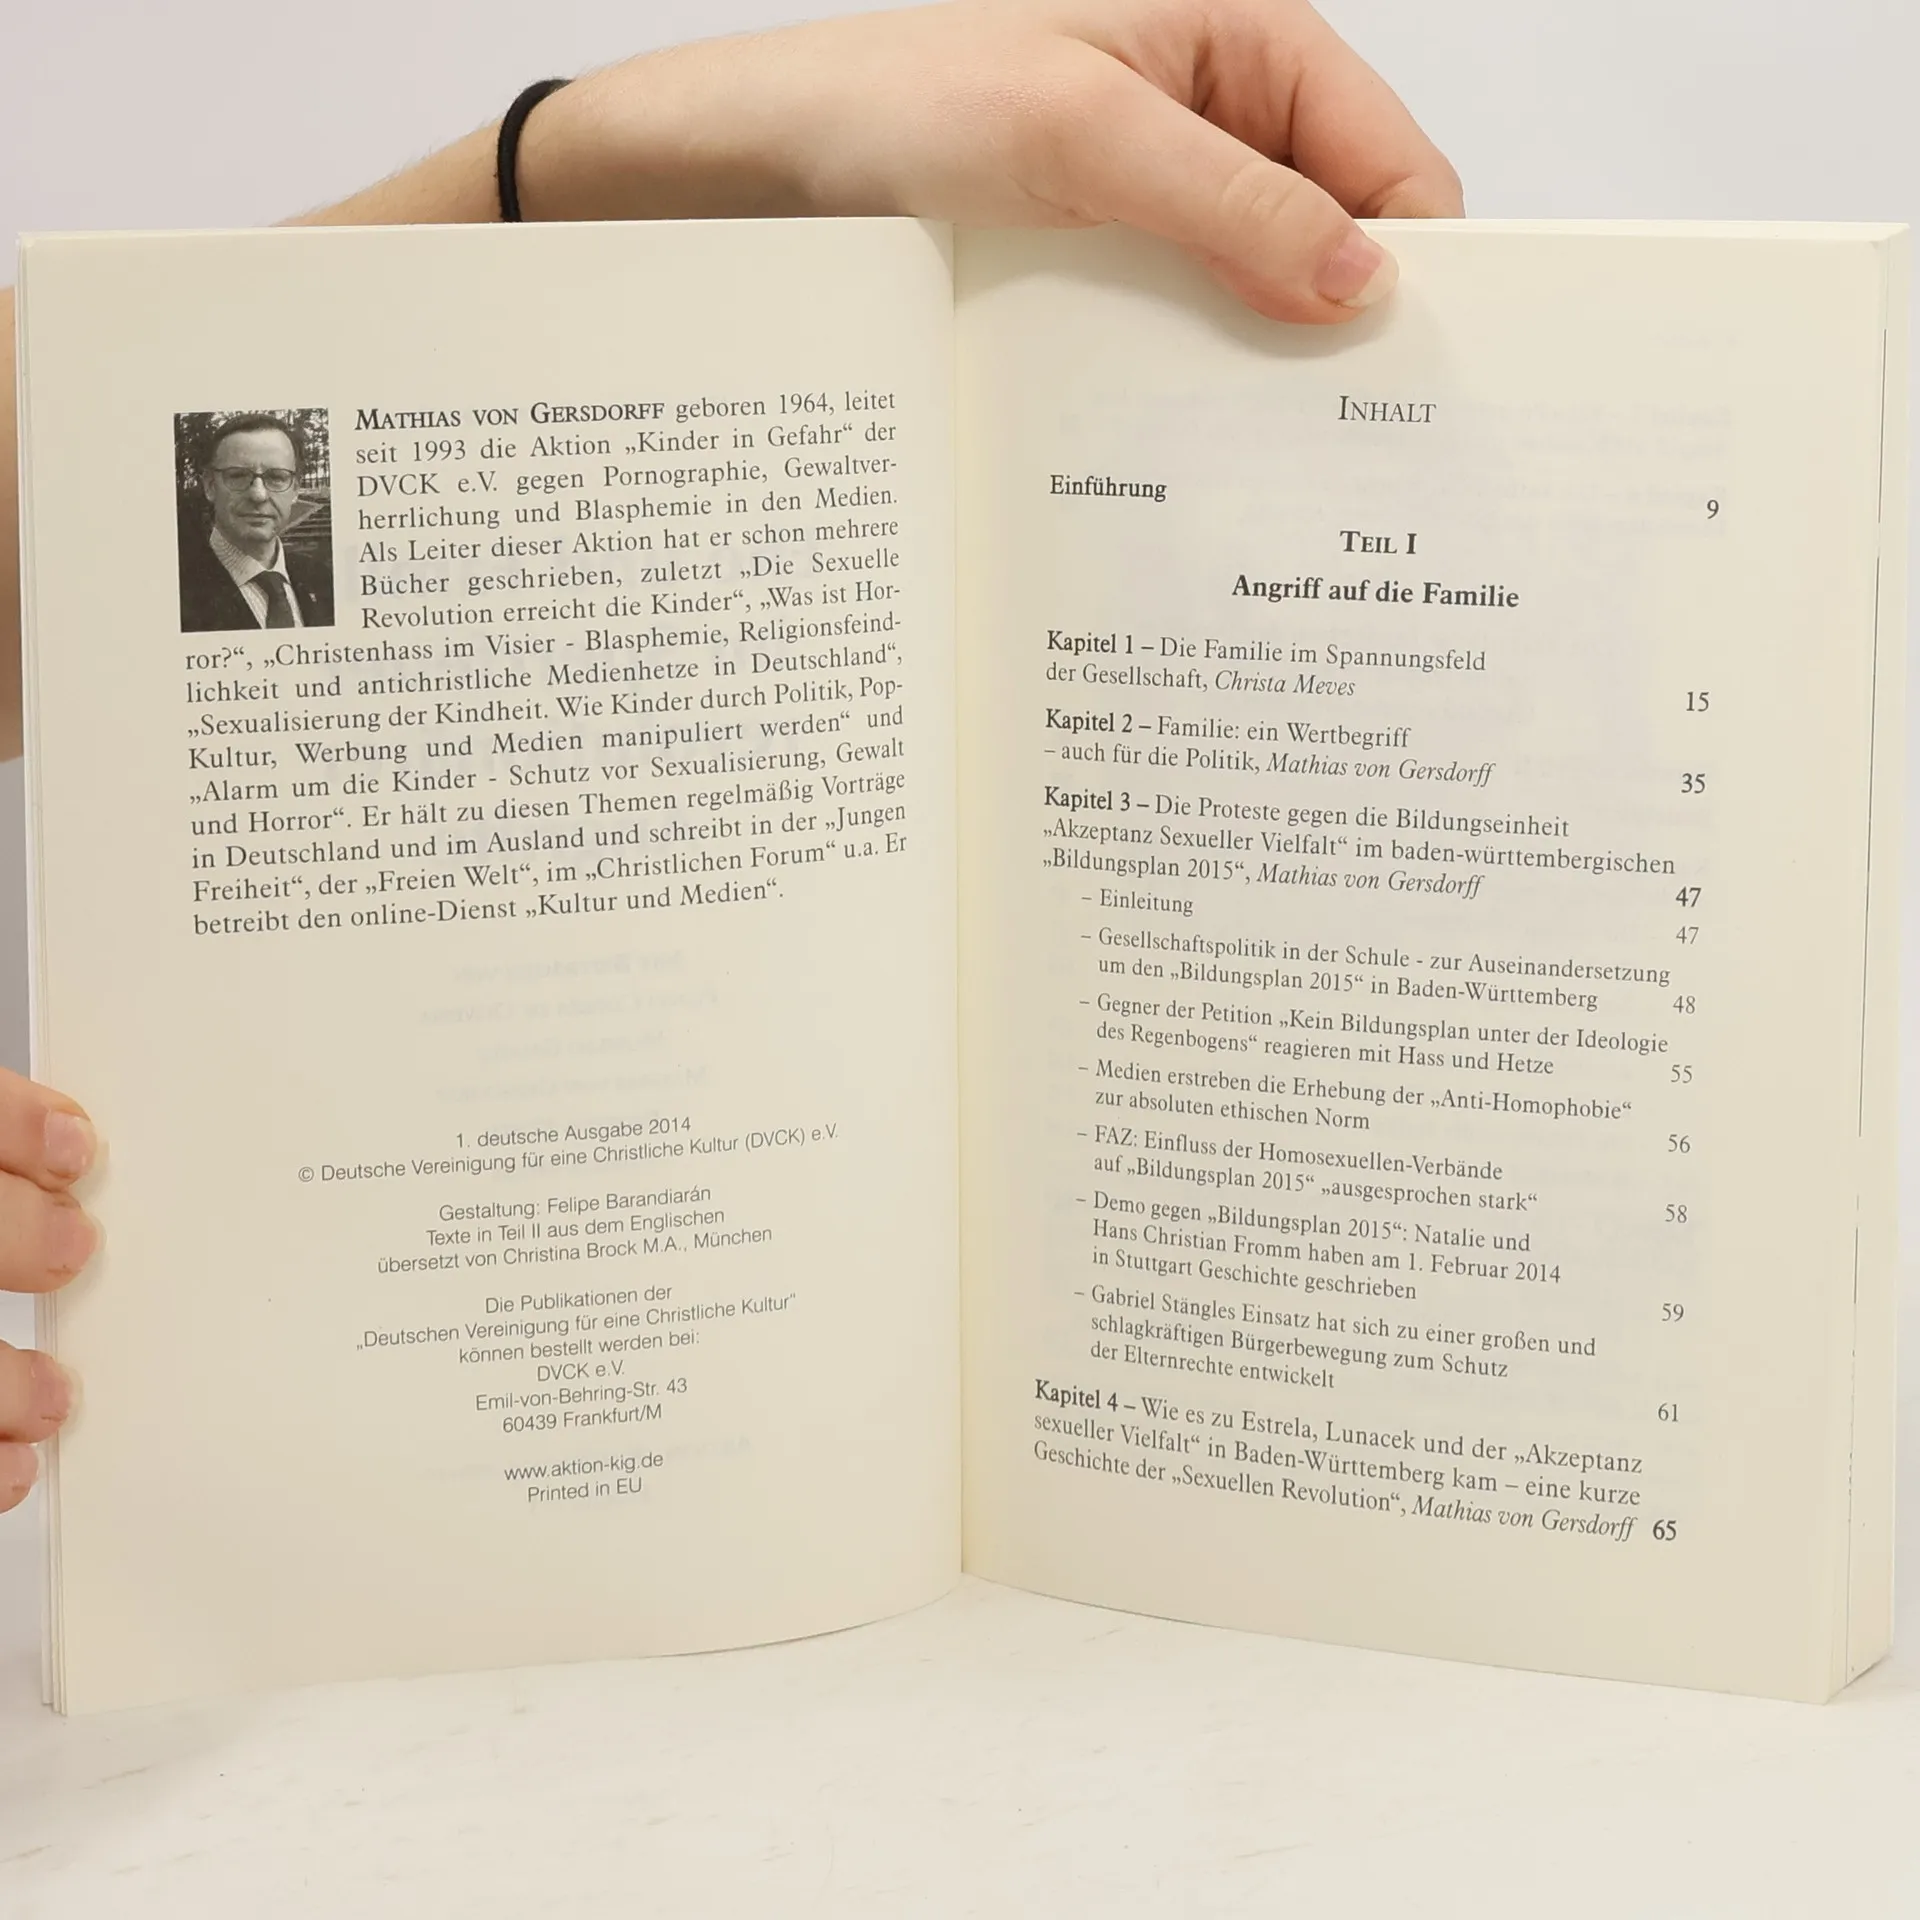 MATHIAS VON GERSDORFF geboren 1964, leitet
seit 1993 die Aktion „Kinder in Gefahr“ der
DVCK e.V. gegen Pornographie, Gewaltver-
herrlichung und Blasphemie in den Medien.
Als Leiter dieser Aktion hat er schon mehrere
Bücher geschrieben, zuletzt „Die Sexuelle
Revolution erreicht die Kinder“, „Was ist Hor-
ror?“, „Christenhass im Visier - Blasphemie, Religionsfeind-
lichkeit und antichristliche Medienhetze in Deutschland“,
„Sexualisierung der Kindheit. Wie Kinder durch Politik, Pop-
Kultur, Werbung und Medien manipuliert werden“ und
„Alarm um die Kinder - Schutz vor Sexualisierung, Gewalt
und Horror“. Er hält zu diesen Themen regelmäßig Vorträge
in Deutschland und im Ausland und schreibt in der „Jungen
Freiheit“, der „Freien Welt“, im „Christlichen Forum“ u.a. Er
betreibt den online-Dienst „Kultur und Medien“.
1. deutsche Ausgabe 2014
© Deutsche Vereinigung für eine Christliche Kultur (DVCK) e.V.
Gestaltung: Felipe Barandiarán
Texte in Teil II aus dem Englischen
übersetzt von Christina Brock M.A., München
Die Publikationen der
„Deutschen Vereinigung für eine Christliche Kultur“
können bestellt werden bei:
DVCK e.V.
Emil-von-Behring-Str. 43
60439 Frankfurt/M
www.aktion-kig.de
Printed in EU
INHALT
Einführung 9
TEIL I
Angriff auf die Familie
Kapitel 1 – Die Familie im Spannungsfeld
der Gesellschaft, Christa Meves 15
Kapitel 2 – Familie: ein Wertbegriff
– auch für die Politik, Mathias von Gersdorff 35
Kapitel 3 – Die Proteste gegen die Bildungseinheit
„Akzeptanz Sexueller Vielfalt“ im baden-württembergischen
„Bildungsplan 2015“, Mathias von Gersdorff 47
– Einleitung 47
– Gesellschaftspolitik in der Schule - zur Auseinandersetzung
um den „Bildungsplan 2015“ in Baden-Württemberg 48
– Gegner der Petition „Kein Bildungsplan unter der Ideologie
des Regenbogens“ reagieren mit Hass und Hetze 55
– Medien erstreben die Erhebung der „Anti-Homophobie“
zur absoluten ethischen Norm 56
– FAZ: Einfluss der Homosexuellen-Verbände
auf „Bildungsplan 2015“ „ausgesprochen stark“ 58
– Demo gegen „Bildungsplan 2015“: Natalie und
Hans Christian Fromm haben am 1. Februar 2014
in Stuttgart Geschichte geschrieben 59
– Gabriel Stängles Einsatz hat sich zu einer großen und
schlagkräftigen Bürgerbewegung zum Schutz
der Elternrechte entwickelt 61
Kapitel 4 – Wie es zu Estrela, Lunacek und der „Akzeptanz
sexueller Vielfalt“ in Baden-Württemberg kam – eine kurze
Geschichte der „Sexuellen Revolution“, Mathias von Gersdorff 65